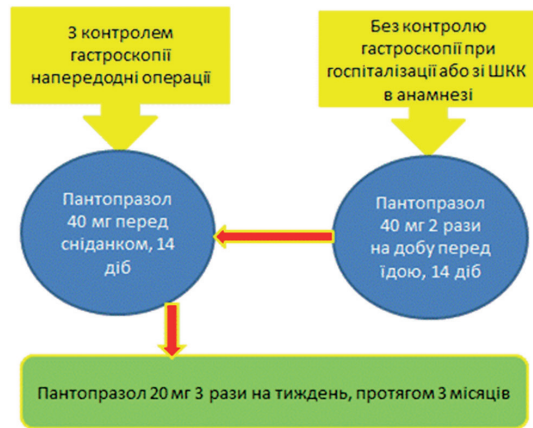 З контролем
гастроскопії
напередодні операції
Без контролю
гастроскопії при
госпіталізації або зі ШКК
в анамнезі
Пантопразол
40 мг перед
сніданком, 14
діб
Пантопразол
40 мг 2 рази
на добу перед
їдою, 14 діб
Пантопразол 20 мг 3 рази на тиждень, протягом 3 місяців